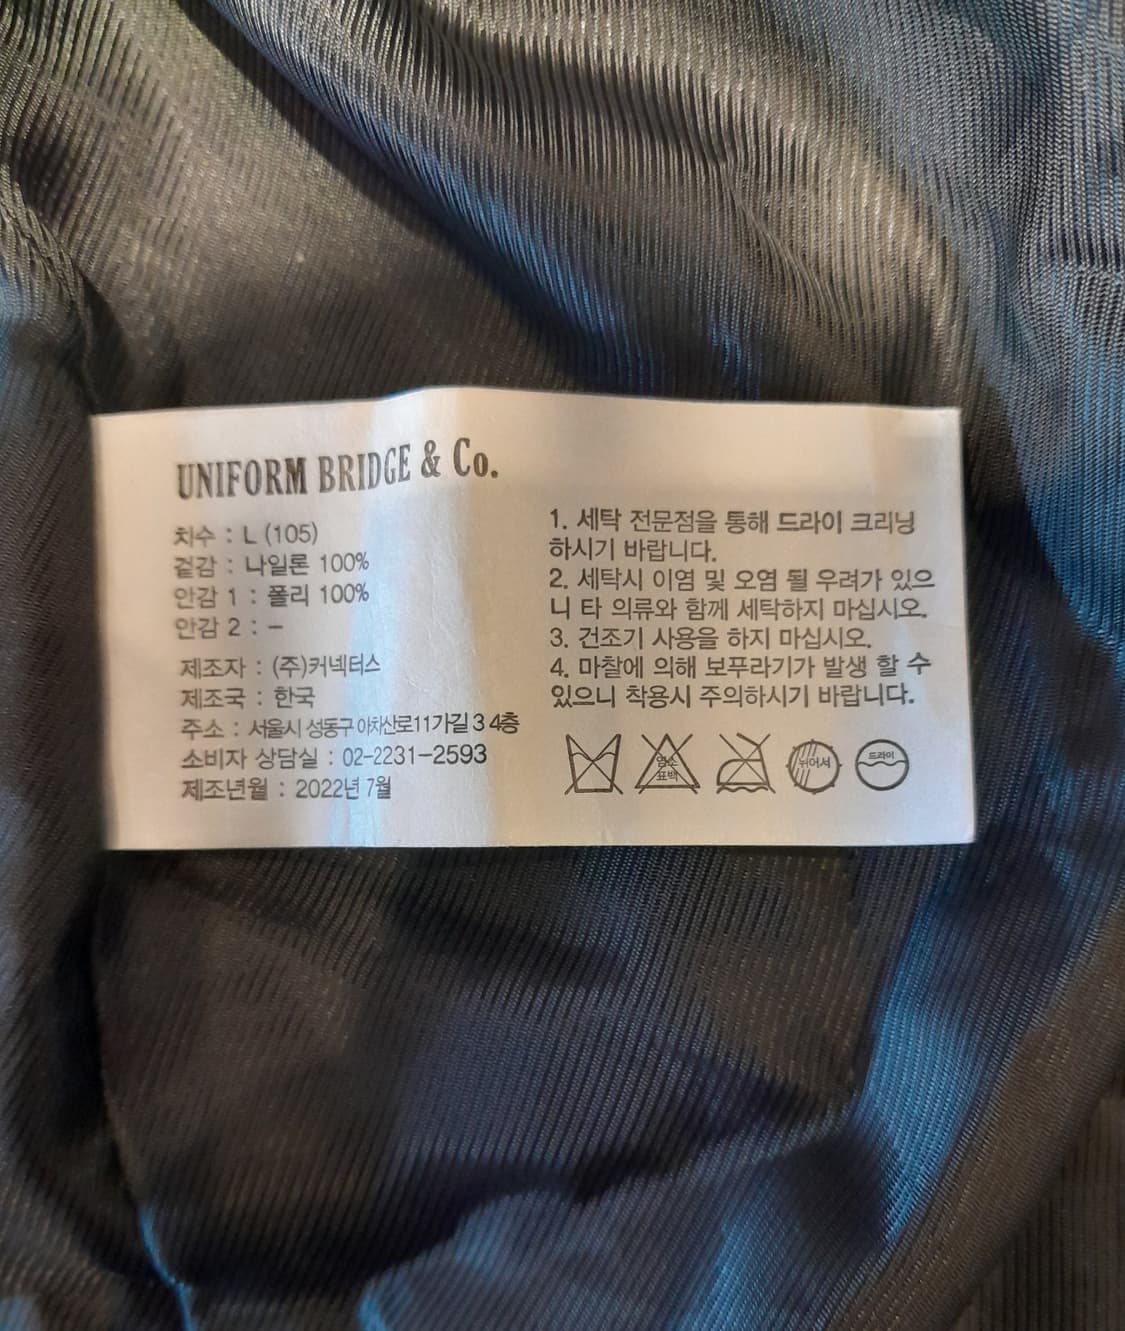 UNIFORM BRIDGE & Co.
치수 : L (105)
겉감 : 나일론 100%
안감 1 : 폴리 100%
안감 2 : –
제조자 : (주)커넥터스
제조국 : 한국
주소 : 서울시 성동구 아차산로11가길 3 4층
소비자 상담실 : 02-2231-2593
제조년월 : 2022년 7월
1. 세탁 전문점을 통해 드라이 크리닝
하시기 바랍니다.
2. 세탁시 이염 및 오염 될 우려가 있으
니 타 의류와 함께 세탁하지 마십시오.
3. 건조기 사용을 하지 마십시오.
4. 마찰에 의해 보푸라기가 발생 할 수
있으니 착용시 주의하시기 바랍니다.
염소
표백
뉘어서
드라이